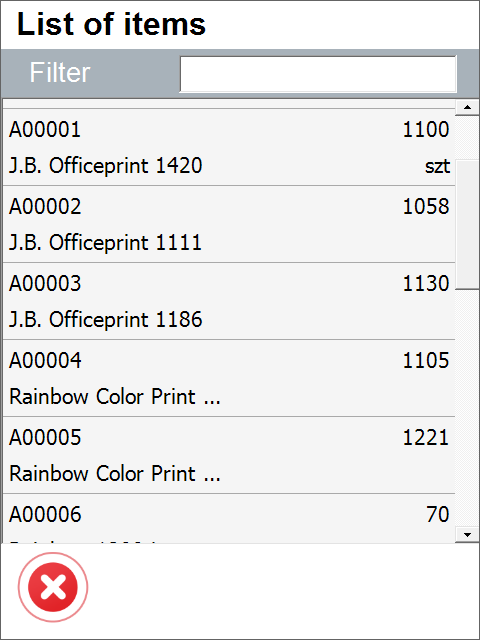 List of items
Filter
A00001 1100
J.B. Officeprint 1420 szt
A00002 1058
J.B. Officeprint 1111
A00003 1130
J.B. Officeprint 1186
A00004 1105
Rainbow Color Print ...
A00005 1221
Rainbow Color Print ...
A00006 70